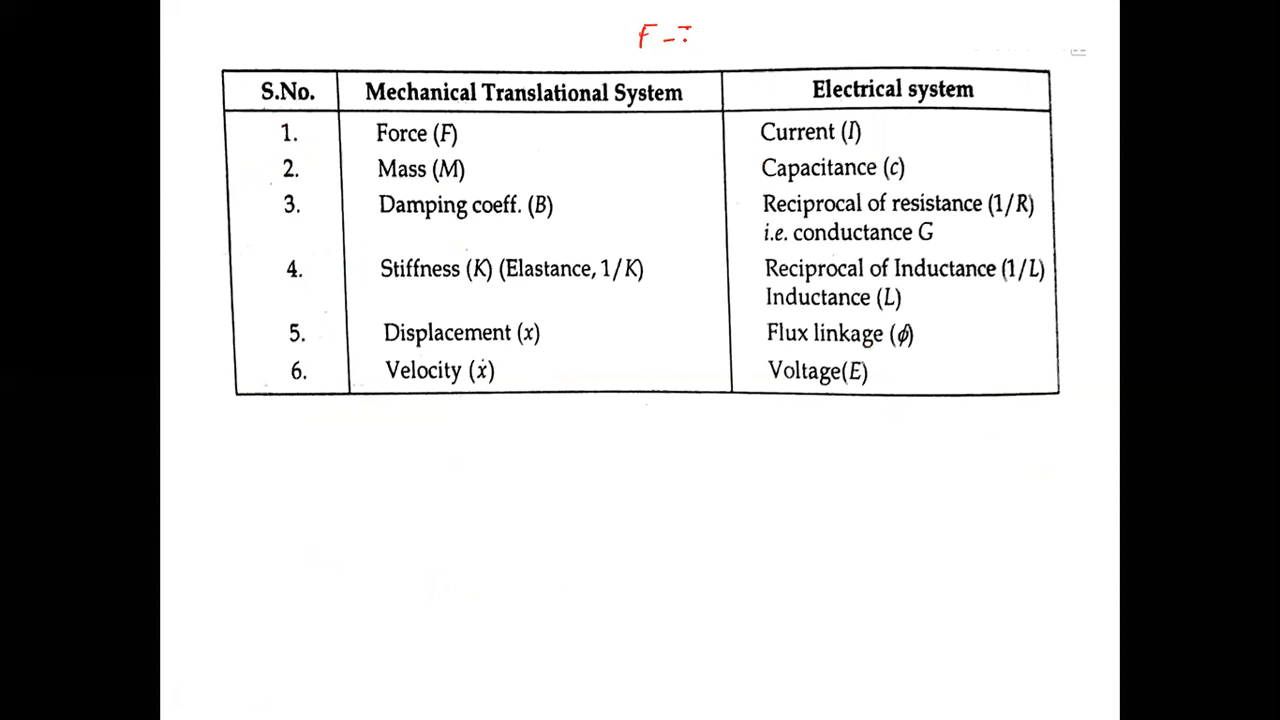 F -
S.No. Mechanical Translational System Electrical system
1. Force (F) Current (I)
2. Mass (M) Capacitance (c)
3. Damping coeff. (B) Reciprocal of resistance (1/R)
i.e. conductance G
4. Stiffness (K) (Elastance, 1/K) Reciprocal of Inductance (1/L)
Inductance (L)
5. Displacement (x) Flux linkage (ϕ)
6. Velocity (ẋ) Voltage(E)